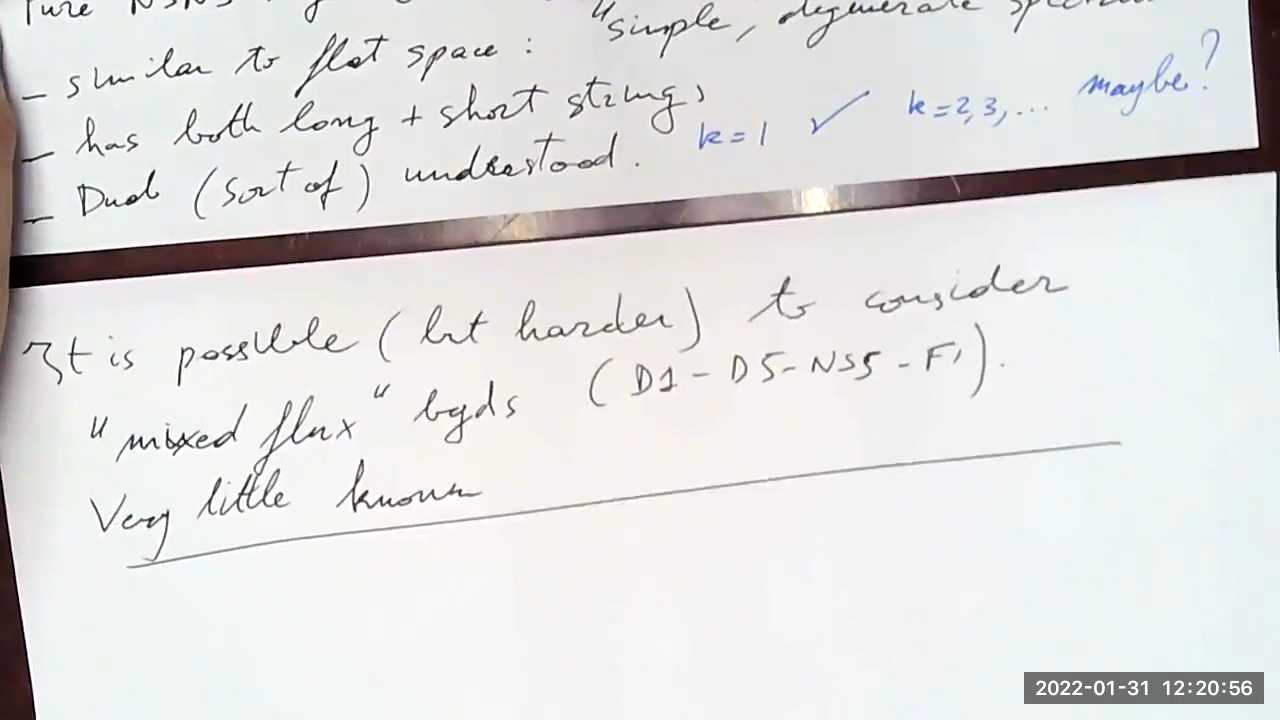 NSNS
- similar to flat space : "simple, degenerate
- has both long + short strings
k=1 ✓ k=2,3,... maybe?
- Dual (sort of) understood.
It is possible (but harder) to consider
"mixed flux" bgds (D1-D5-NS5-F1).
Very little known
2022-01-31 12:20:56